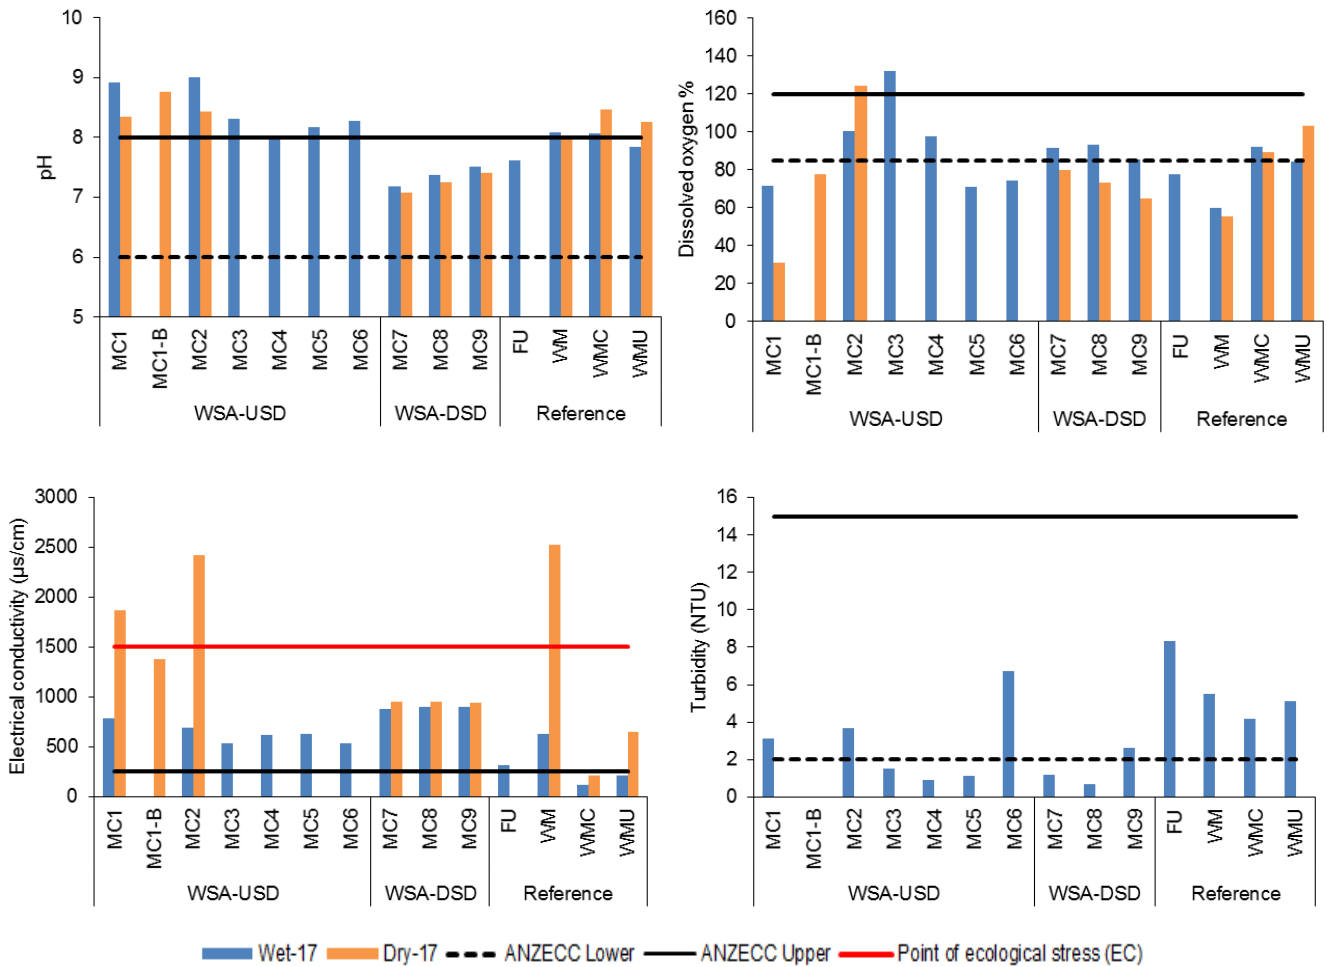 pH
10
9
8
7
6
5
MC1
MC1-B
MC2
MC3
MC4
MC5
MC6
MC7
MC8
MC9
FU
WM
WMC
WMU
WSA-USD
WSA-DSD
Reference
Dissolved oxygen %
160
140
120
100
80
60
40
20
0
MC1
MC1-B
MC2
MC3
MC4
MC5
MC6
MC7
MC8
MC9
FU
WM
WMC
WMU
WSA-USD
WSA-DSD
Reference
Electrical conductivity (µs/cm)
3000
2500
2000
1500
1000
500
0
MC1
MC1-B
MC2
MC3
MC4
MC5
MC6
MC7
MC8
MC9
FU
WM
WMC
WMU
WSA-USD
WSA-DSD
Reference
Turbidity (NTU)
16
14
12
10
8
6
4
2
0
MC1
MC1-B
MC2
MC3
MC4
MC5
MC6
MC7
MC8
MC9
FU
WM
WMC
WMU
WSA-USD
WSA-DSD
Reference
Wet-17 Dry-17 ANZECC Lower ANZECC Upper Point of ecological stress (EC)